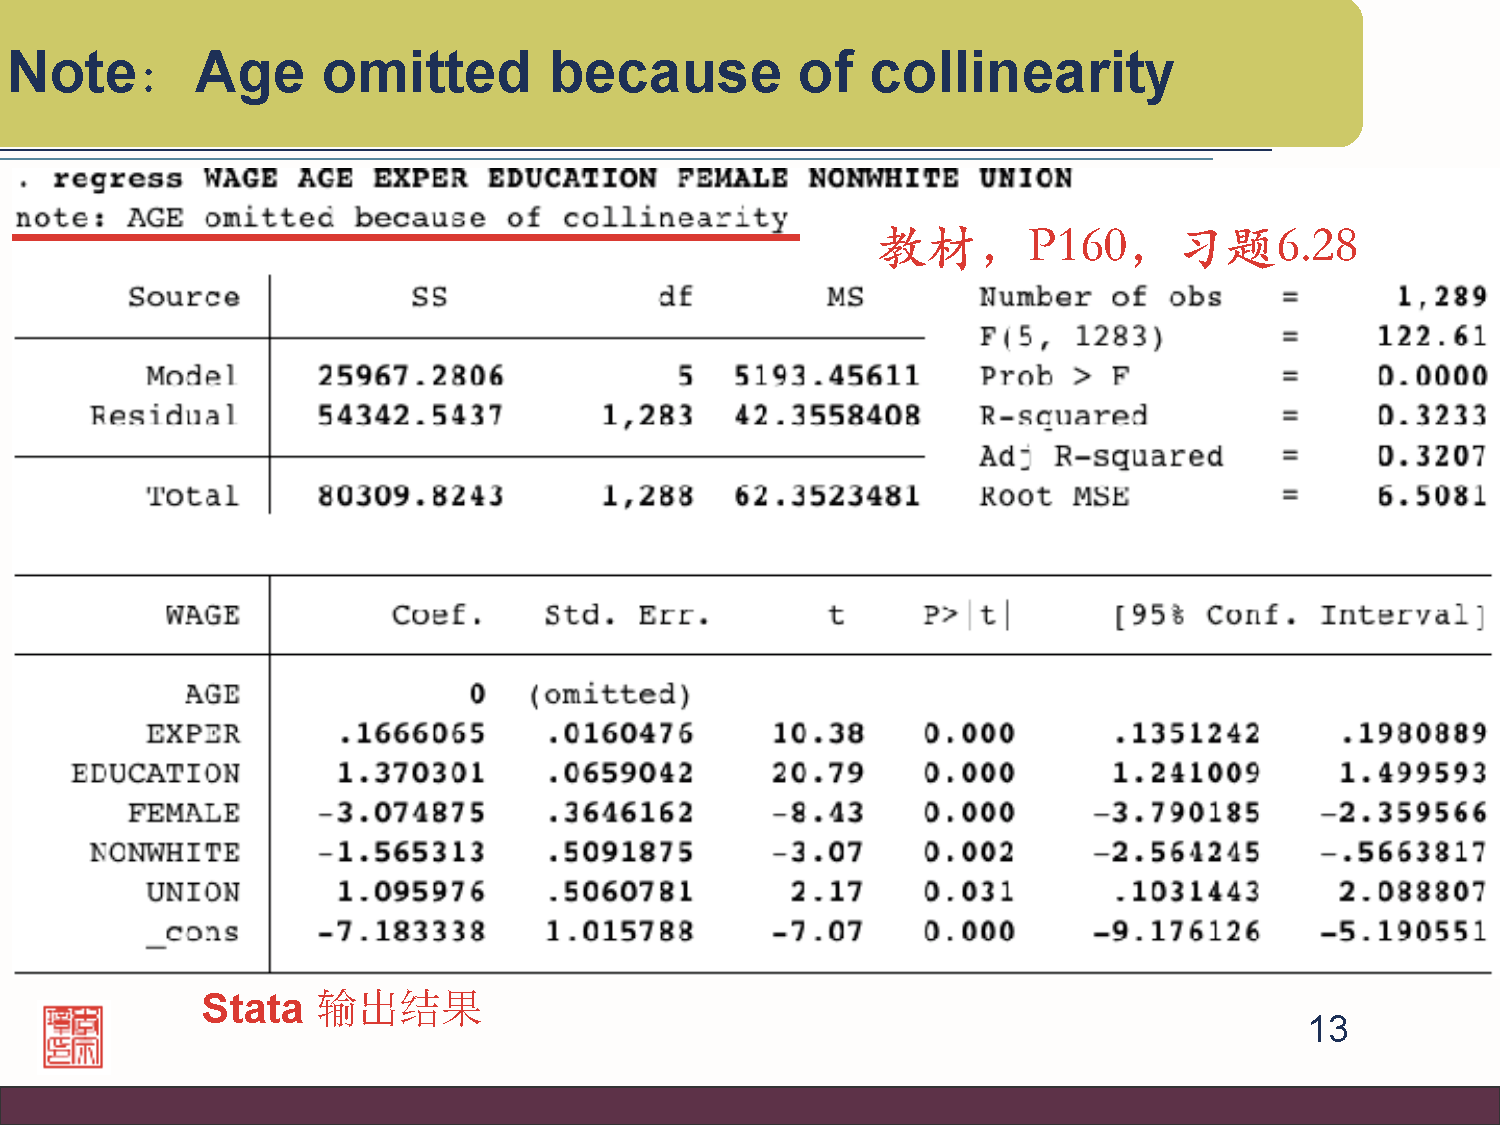 Note： Age omitted because of collinearity
. regress WAGE AGE EXPER EDUCATION FEMALE NONWHITE UNION
note: AGE omitted because of collinearity
教材，P160，习题6.28
Source SS df MS Number of obs = 1,289
F(5, 1283) = 122.61
Model 25967.2806 5 5193.45611 Prob > F = 0.0000
Residual 54342.5437 1,283 42.3558408 R-squared = 0.3233
Adj R-squared = 0.3207
Total 80309.8243 1,288 62.3523481 Root MSE = 6.5081
WAGE Coef. Std. Err. t P>|t| [95% Conf. Interval]
AGE 0 (omitted)
EXPER .1666065 .0160476 10.38 0.000 .1351242 .1980889
EDUCATION 1.370301 .0659042 20.79 0.000 1.241009 1.499593
FEMALE -3.074875 .3646162 -8.43 0.000 -3.790185 -2.359566
NONWHITE -1.565313 .5091875 -3.07 0.002 -2.564245 -.5663817
UNION 1.095976 .5060781 2.17 0.031 .1031443 2.088807
_cons -7.183338 1.015788 -7.07 0.000 -9.176126 -5.190551
Stata 输出结果
13